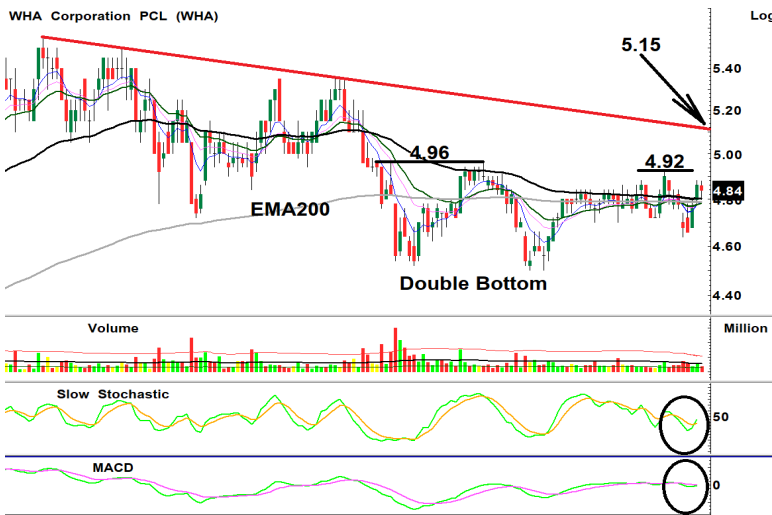 WHA Corporation PCL (WHA)
Log
5.15
5.40
5.20
5.00
4.96
4.92
4.84
4.80
EMA200
4.60
Double Bottom
4.40
Volume
Million
Slow Stochastic
50
MACD
0